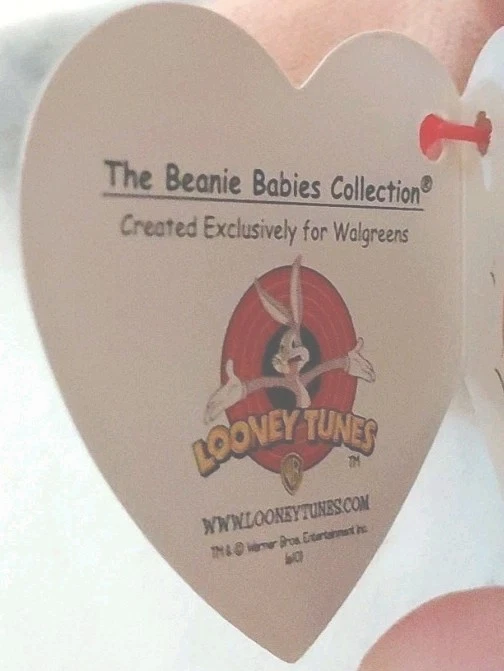 The Beanie Babies Collection®
Created Exclusively for Walgreens
LOONEY TUNES
TM
WB
WWW.LOONEYTUNES.COM
TM & © Warner Bros. Entertainment Inc.